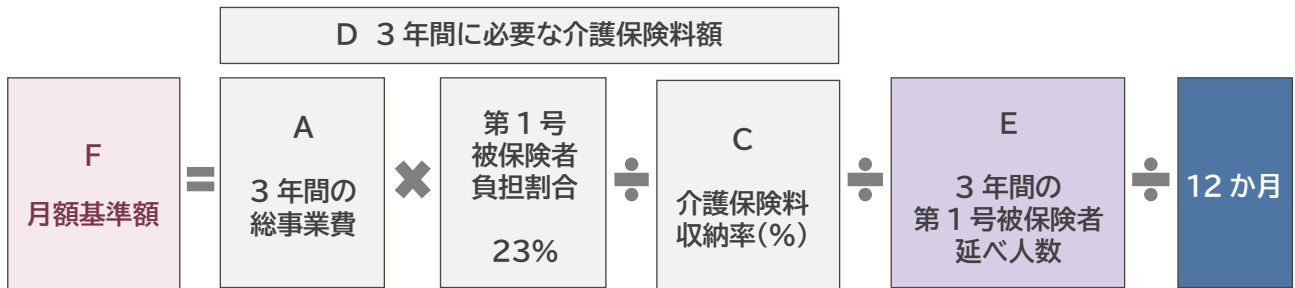 D 3年間に必要な介護保険料額
F
月額基準額
=
A
3年間の
総事業費
×
第1号
被保険者
負担割合
23%
÷
C
介護保険料
収納率(%)
÷
E
3年間の
第1号被保険者
延べ人数
÷
12か月